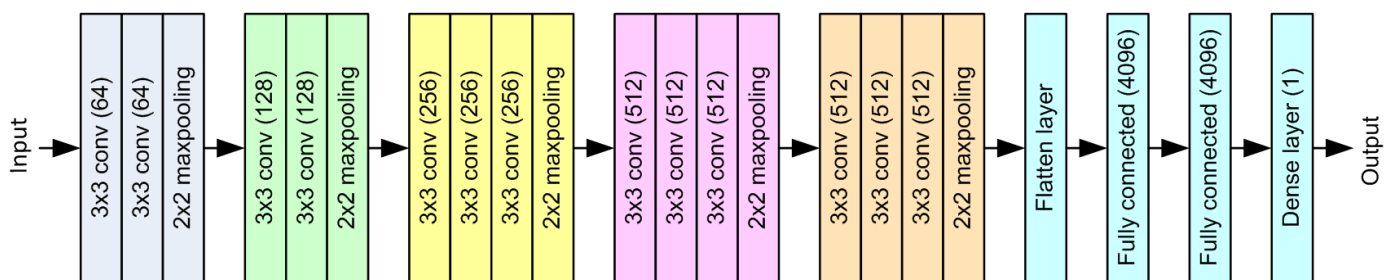 Input
3x3 conv (64)
3x3 conv (64)
2x2 maxpooling
3x3 conv (128)
3x3 conv (128)
2x2 maxpooling
3x3 conv (256)
3x3 conv (256)
3x3 conv (256)
2x2 maxpooling
3x3 conv (512)
3x3 conv (512)
3x3 conv (512)
2x2 maxpooling
3x3 conv (512)
3x3 conv (512)
3x3 conv (512)
2x2 maxpooling
Flatten layer
Fully connected (4096)
Fully connected (4096)
Dense layer (1)
Output